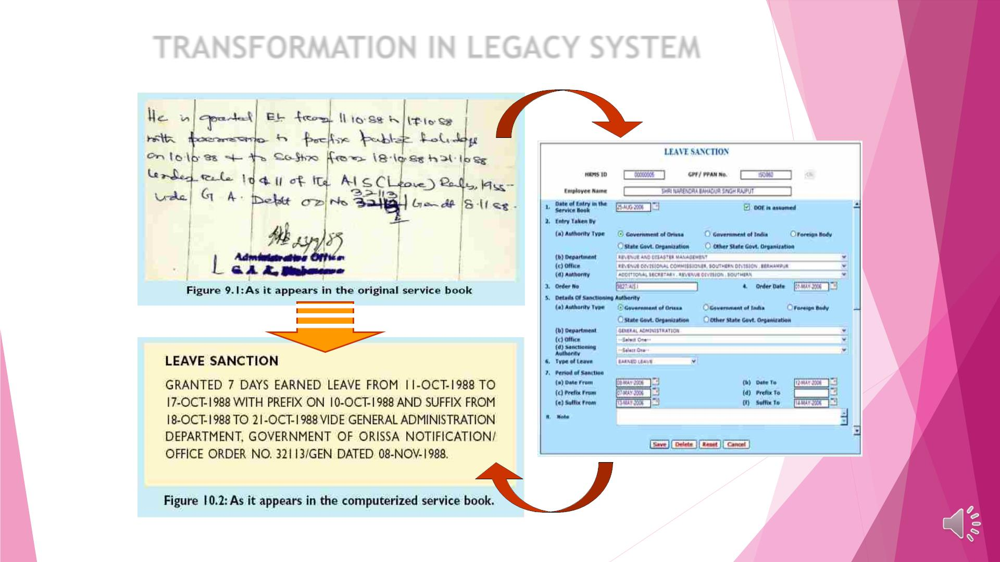 TRANSFORMATION IN LEGACY SYSTEM
He is granted EL from 11.10.88 to 17.10.88
with permission to prefix public holidays
on 10.10.88 & to suffix from 18.10.88 to 21.10.88
Under rule 10 & 11 of the AIS (Leave) Rules, 1955
32113
vide G.A. Deptt OO No / Gen dt 8.11.88.
Administrative Officer
G. A.
Figure 9.1: As it appears in the original service book
LEAVE SANCTION
GRANTED 7 DAYS EARNED LEAVE FROM 11-OCT-1988 TO
17-OCT-1988 WITH PREFIX ON 10-OCT-1988 AND SUFFIX FROM
18-OCT-1988 TO 21-OCT-1988 VIDE GENERAL ADMINISTRATION
DEPARTMENT, GOVERNMENT OF ORISSA NOTIFICATION/
OFFICE ORDER NO. 32113/GEN DATED 08-NOV-1988.
Figure 10.2: As it appears in the computerized service book.
LEAVE SANCTION
HRMS ID 00000005 GPF/ PPAN No. ISO860 Ok
Employee Name SHRI NARENDRA BAHADUR SINGH RAJPUT
1. Date of Entry in the Service Book 25-AUG-2006 DOE is assumed
2. Entry Taken By
(a) Authority Type Government of Orissa Government of India Foreign Body
State Govt. Organization Other State Govt. Organization
(b) Department REVENUE AND DISASTER MANAGEMENT
(c) Office REVENUE DIVISIONAL COMMISSIONER, SOUTHERN DIVISION , BERHAMPUR
(d) Authority ADDITIONAL SECRETARY , REVENUE DIVISION , SOUTHERN
3. Order No 9827/AIS I 4. Order Date 01-MAY-2006
5. Details Of Sanctioning Authority
(a) Authority Type Government of Orissa Government of India Foreign Body
State Govt. Organization Other State Govt. Organization
(b) Department GENERAL ADMINISTRATION
(c) Office --Select One--
(d) Sanctioning Authority --Select One--
6. Type of Leave EARNED LEAVE
7. Period of Sanction
(a) Date From 08-MAY-2006 (b) Date To 12-MAY-2006
(c) Prefix From 07-MAY-2006 (d) Prefix To
(e) Suffix From 13-MAY-2006 (f) Suffix To 14-MAY-2006
8. Note
Save Delete Reset Cancel